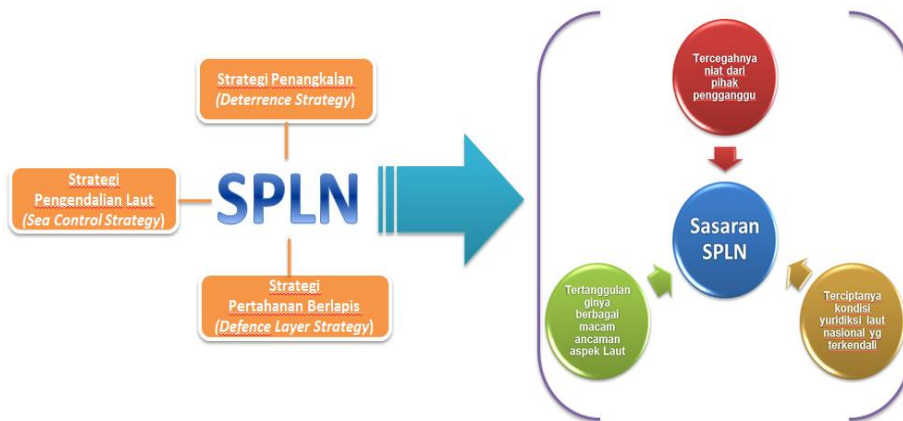 Strategi Penangkalan
(Deterrence Strategy)
Strategi
Pengendalian Laut
(Sea Control Strategy)
SPLN
Strategi
Pertahanan Berlapis
(Defence Layer Strategy)
Tercegahnya
niat dari
pihak
pengganggu
Sasaran
SPLN
Tertanggulan
ginya
berbagai
macam
ancaman
aspek Laut
Terciptanya
kondisi
yuridiksi laut
nasional yg
terkendali